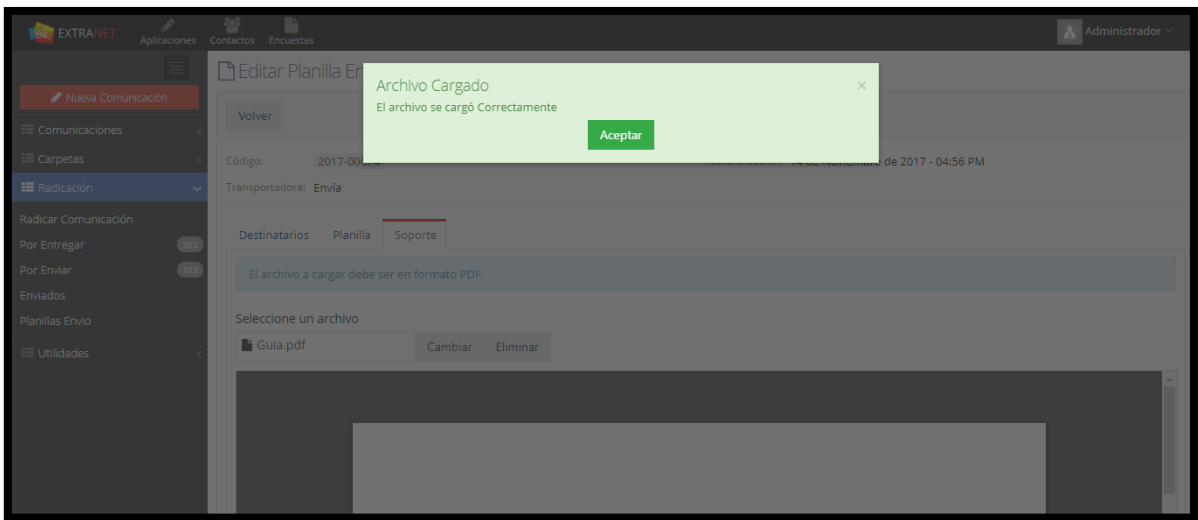 EXTRANET
Aplicaciones Contactos Encuestas
Administrador
Nueva Comunicación
Comunicaciones
Carpetas
Radicación
Radicar Comunicación
Por Entregar 395
Por Enviar 183
Enviados
Planillas Envio
Utilidades
Editar Planilla
Archivo Cargado ×
El archivo se cargó Correctamente
Aceptar
Volver
Código: de 2017 - 04:56 PM
Transportadora: Envía
Destinatarios Planilla Soporte
El archivo a cargar debe ser en formato PDF.
Seleccione un archivo
Guia.pdf Cambiar Eliminar